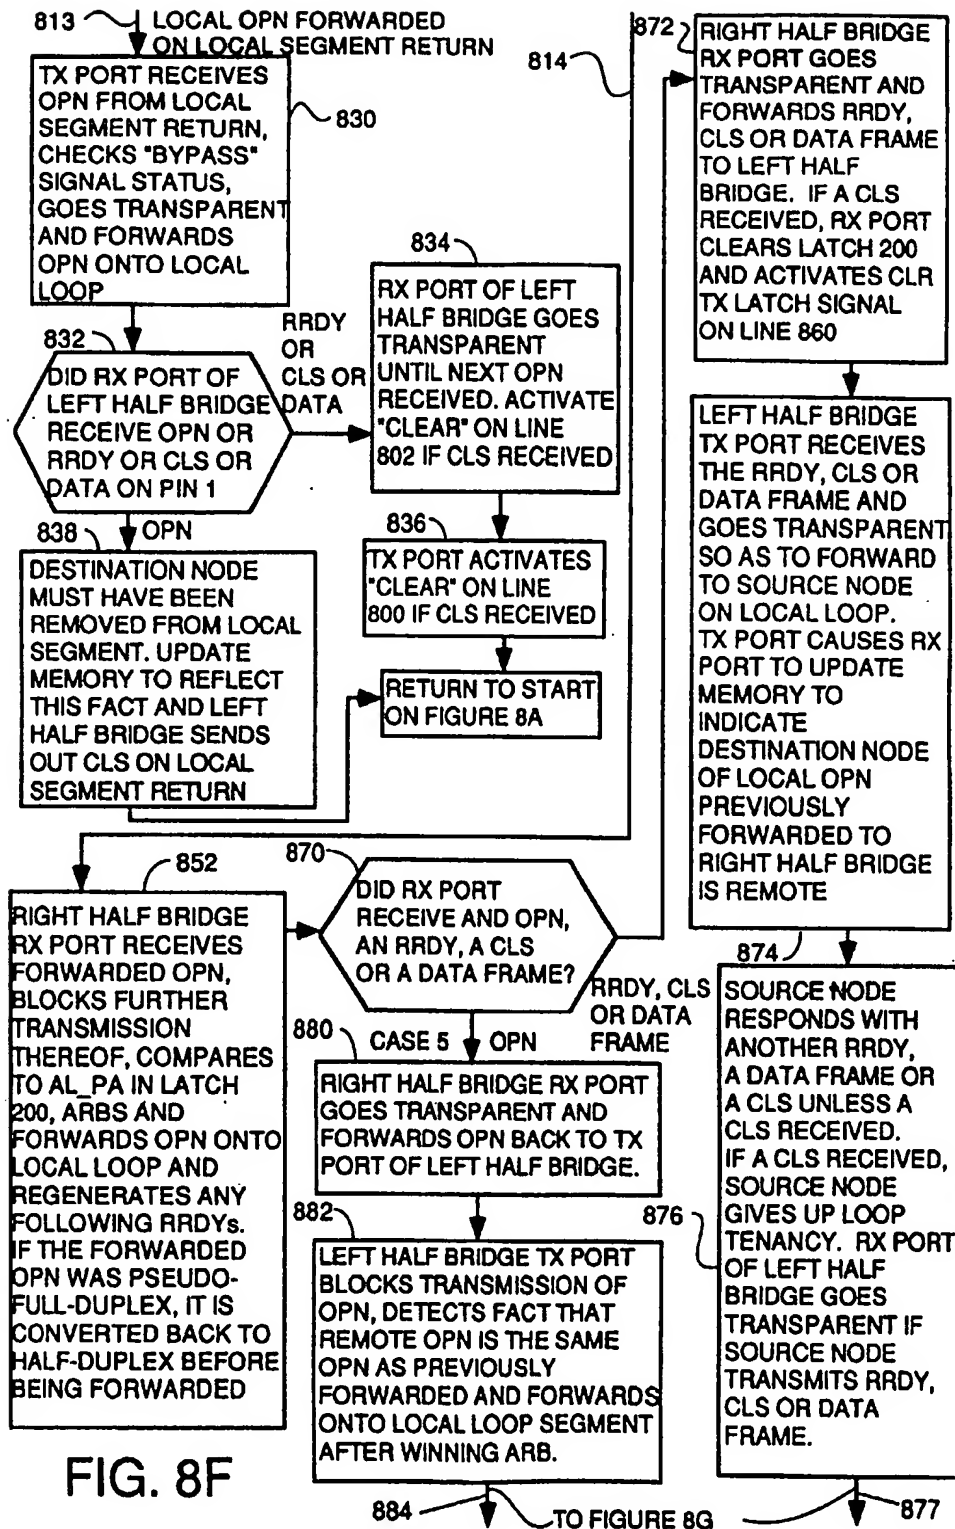 813
LOCAL OPN FORWARDED
ON LOCAL SEGMENT RETURN
TX PORT RECEIVES
OPN FROM LOCAL
SEGMENT RETURN,
CHECKS "BYPASS"
SIGNAL STATUS,
GOES TRANSPARENT
AND FORWARDS
OPN ONTO LOCAL
LOOP
830
832
DID RX PORT OF
LEFT HALF BRIDGE
RECEIVE OPN OR
RRDY OR CLS OR
DATA ON PIN 1
RRDY
OR
CLS OR
DATA
834
RX PORT OF LEFT
HALF BRIDGE GOES
TRANSPARENT
UNTIL NEXT OPN
RECEIVED. ACTIVATE
"CLEAR" ON LINE
802 IF CLS RECEIVED
836
TX PORT ACTIVATES
"CLEAR" ON LINE
800 IF CLS RECEIVED
RETURN TO START
ON FIGURE 8A
OPN
838
DESTINATION NODE
MUST HAVE BEEN
REMOVED FROM LOCAL
SEGMENT. UPDATE
MEMORY TO REFLECT
THIS FACT AND LEFT
HALF BRIDGE SENDS
OUT CLS ON LOCAL
SEGMENT RETURN
814
852
RIGHT HALF BRIDGE
RX PORT RECEIVES
FORWARDED OPN,
BLOCKS FURTHER
TRANSMISSION
THEREOF, COMPARES
TO AL_PA IN LATCH
200, ARBS AND
FORWARDS OPN ONTO
LOCAL LOOP AND
REGENERATES ANY
FOLLOWING RRDYs.
IF THE FORWARDED
OPN WAS PSEUDO-
FULL-DUPLEX, IT IS
CONVERTED BACK TO
HALF-DUPLEX BEFORE
BEING FORWARDED
870
DID RX PORT
RECEIVE AND OPN,
AN RRDY, A CLS
OR A DATA FRAME?
RRDY, CLS
OR DATA
FRAME
CASE 5
OPN
880
RIGHT HALF BRIDGE RX PORT
GOES TRANSPARENT AND
FORWARDS OPN BACK TO TX
PORT OF LEFT HALF BRIDGE.
882
LEFT HALF BRIDGE TX PORT
BLOCKS TRANSMISSION OF
OPN, DETECTS FACT THAT
REMOTE OPN IS THE SAME
OPN AS PREVIOUSLY
FORWARDED AND FORWARDS
ONTO LOCAL LOOP SEGMENT
AFTER WINNING ARB.
884
872
RIGHT HALF BRIDGE
RX PORT GOES
TRANSPARENT AND
FORWARDS RRDY,
CLS OR DATA FRAME
TO LEFT HALF
BRIDGE. IF A CLS
RECEIVED, RX PORT
CLEARS LATCH 200
AND ACTIVATES CLR
TX LATCH SIGNAL
ON LINE 860
LEFT HALF BRIDGE
TX PORT RECEIVES
THE RRDY, CLS OR
DATA FRAME AND
GOES TRANSPARENT
SO AS TO FORWARD
TO SOURCE NODE
ON LOCAL LOOP.
TX PORT CAUSES RX
PORT TO UPDATE
MEMORY TO
INDICATE
DESTINATION NODE
OF LOCAL OPN
PREVIOUSLY
FORWARDED TO
RIGHT HALF BRIDGE
IS REMOTE
874
SOURCE NODE
RESPONDS WITH
ANOTHER RRDY,
A DATA FRAME OR
A CLS UNLESS A
CLS RECEIVED.
IF A CLS RECEIVED,
SOURCE NODE
GIVES UP LOOP
TENANCY. RX PORT
OF LEFT HALF
BRIDGE GOES
TRANSPARENT IF
SOURCE NODE
TRANSMITS RRDY,
CLS OR DATA
FRAME.
876
877
TO FIGURE 8G
FIG. 8F